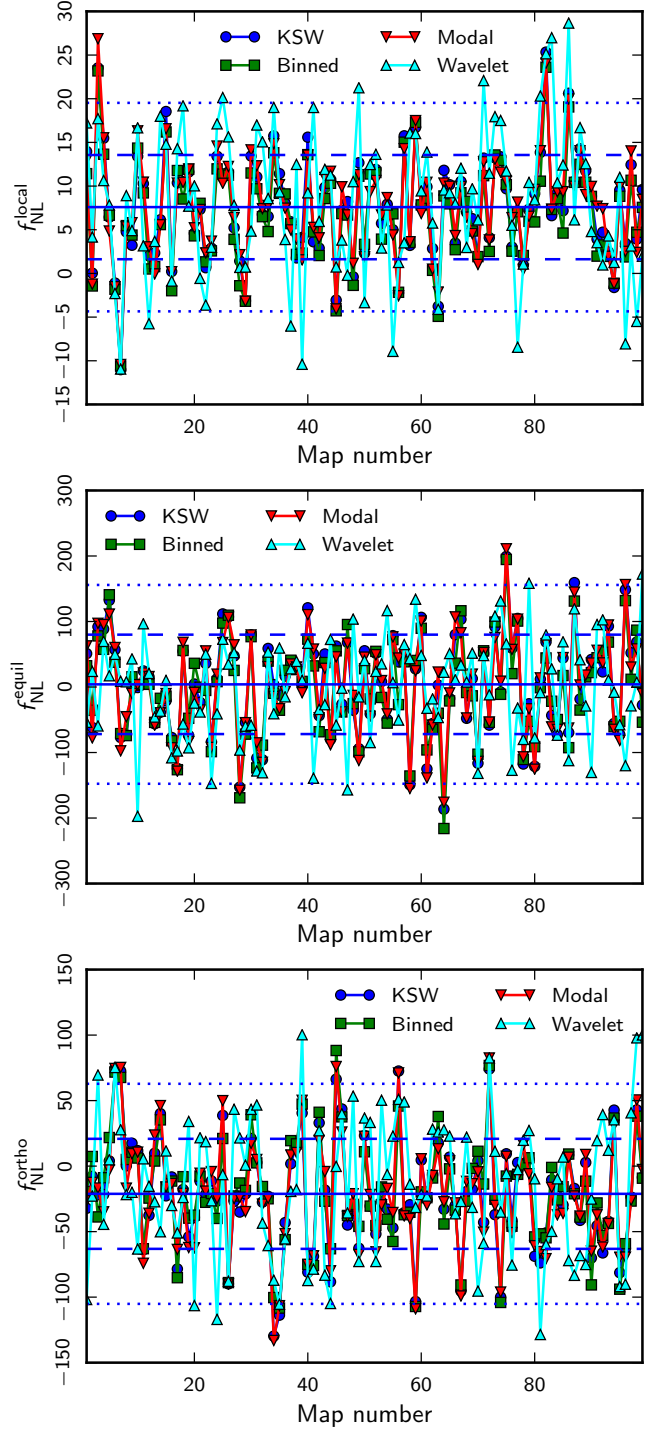 30
25
20
15
10
5
0
−5
−10
−15
f_NL^local
KSW
Binned
Modal
Wavelet
20 40 60 80
Map number
300
200
100
0
−100
−200
−300
f_NL^equil
KSW
Binned
Modal
Wavelet
20 40 60 80
Map number
150
100
50
0
−50
−100
−150
f_NL^ortho
KSW
Binned
Modal
Wavelet
20 40 60 80
Map number